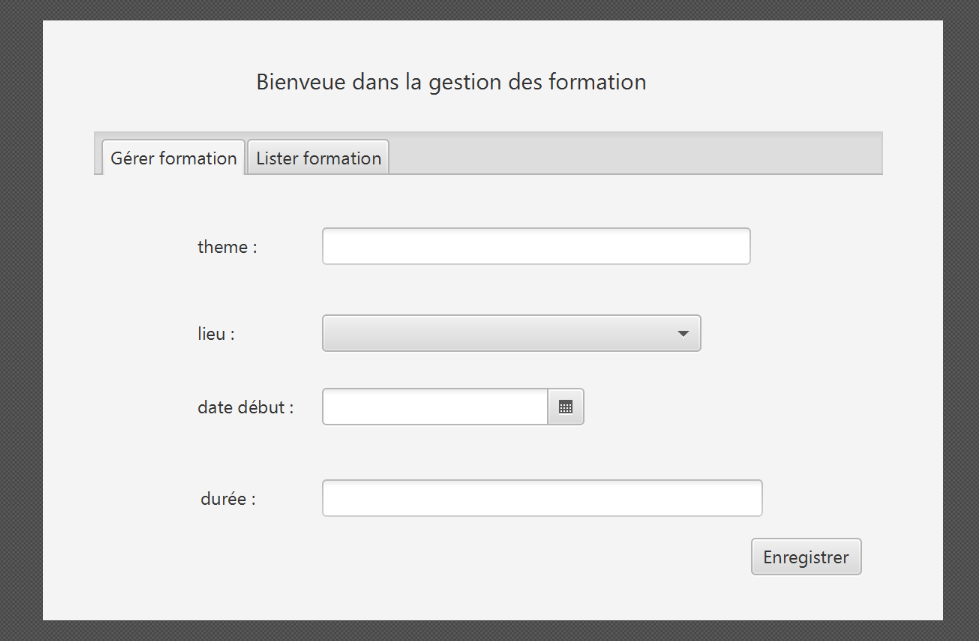 Bienveue dans la gestion des formation
Gérer formation Lister formation
theme :
lieu :
date début :
durée :
Enregistrer